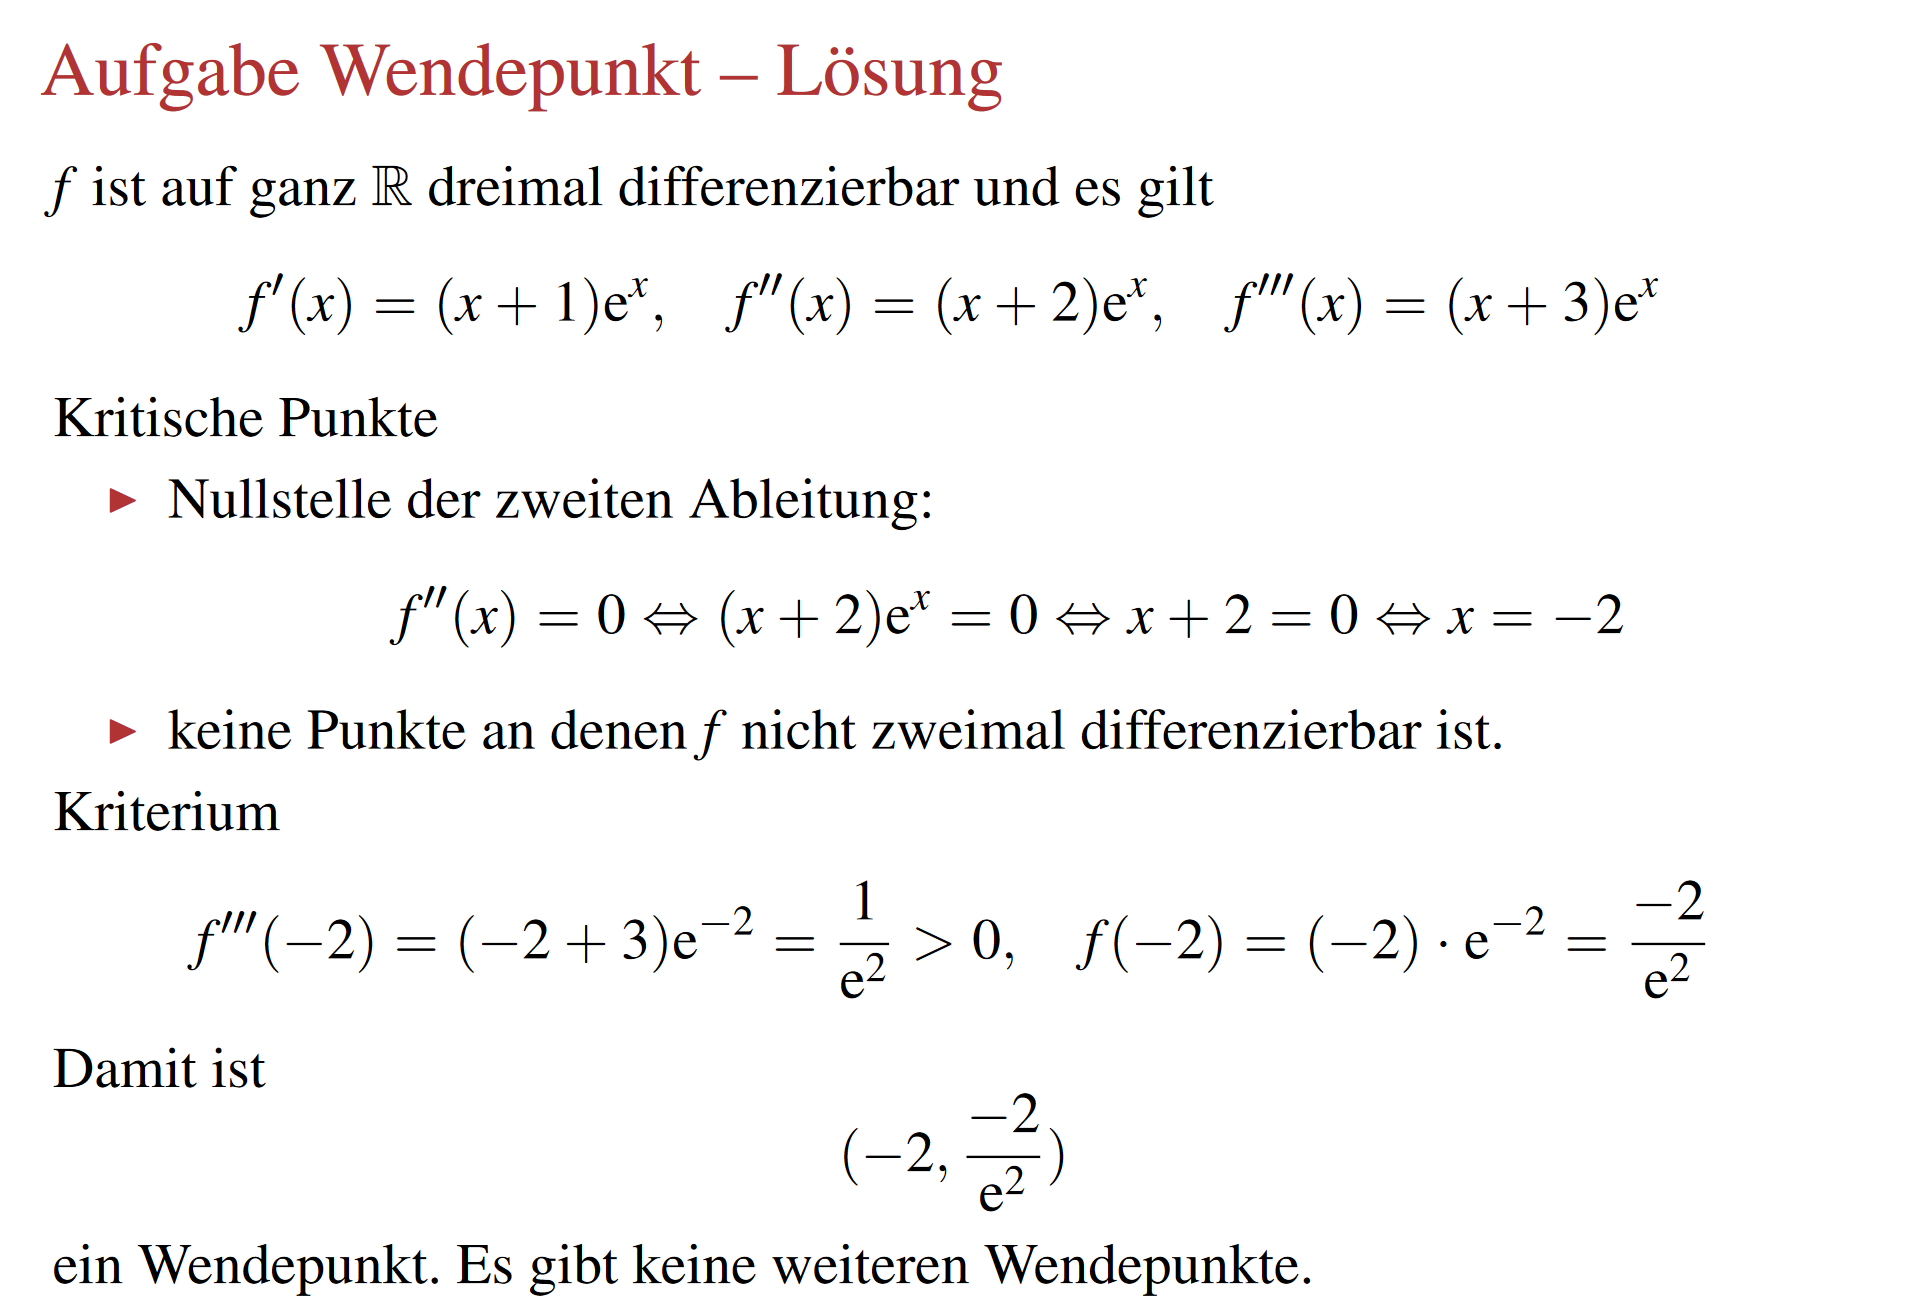 Aufgabe Wendepunkt – Lösung
f ist auf ganz ℝ dreimal differenzierbar und es gilt
f′(x) = (x + 1)eˣ, f″(x) = (x + 2)eˣ, f‴(x) = (x + 3)eˣ
Kritische Punkte
▶ Nullstelle der zweiten Ableitung:
f″(x) = 0 ⇔ (x + 2)eˣ = 0 ⇔ x + 2 = 0 ⇔ x = −2
▶ keine Punkte an denen f nicht zweimal differenzierbar ist.
Kriterium
f‴(−2) = (−2 + 3)e⁻² = 1/e² > 0, f(−2) = (−2) · e⁻² = −2/e²
Damit ist
(−2, −2/e²)
ein Wendepunkt. Es gibt keine weiteren Wendepunkte.